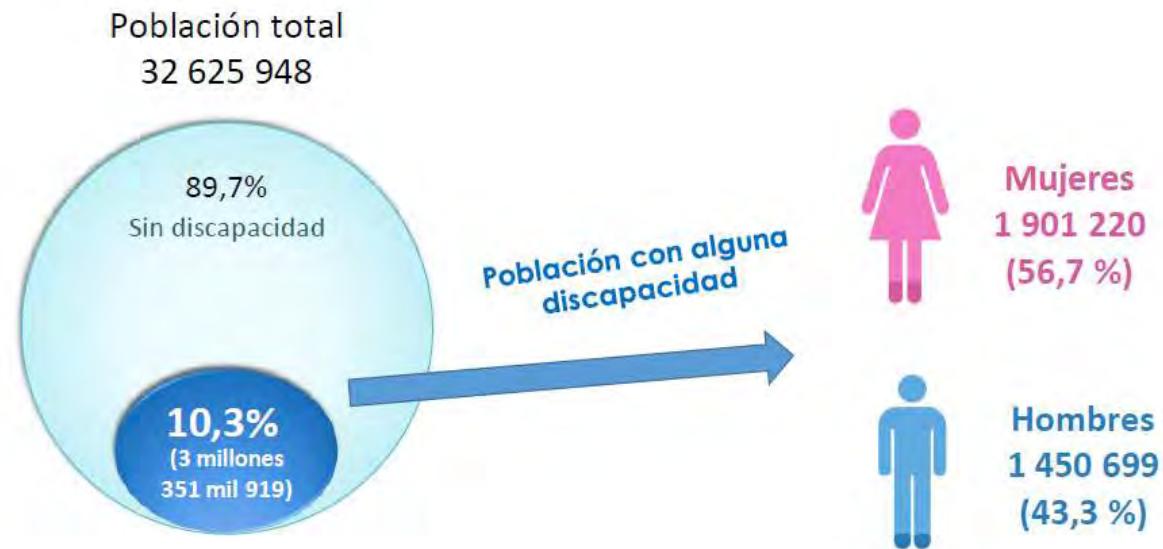 Población total
32 625 948
89,7%
Sin discapacidad
10,3%
(3 millones
351 mil 919)
Población con alguna
discapacidad
Mujeres
1 901 220
(56,7 %)
Hombres
1 450 699
(43,3 %)